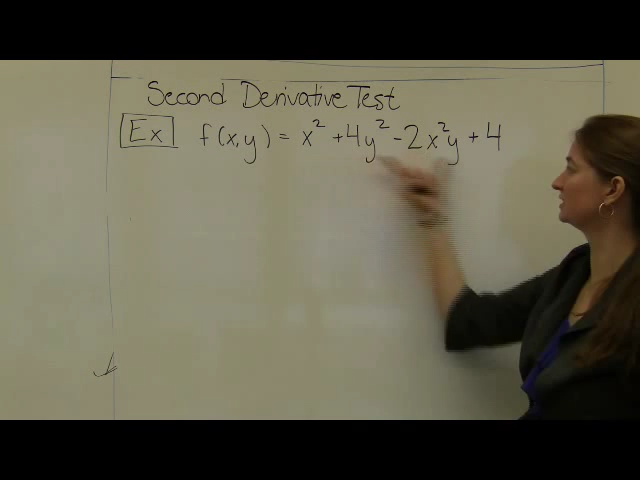 Second Derivative Test
Ex f(x,y) = x² + 4y² - 2x²y + 4